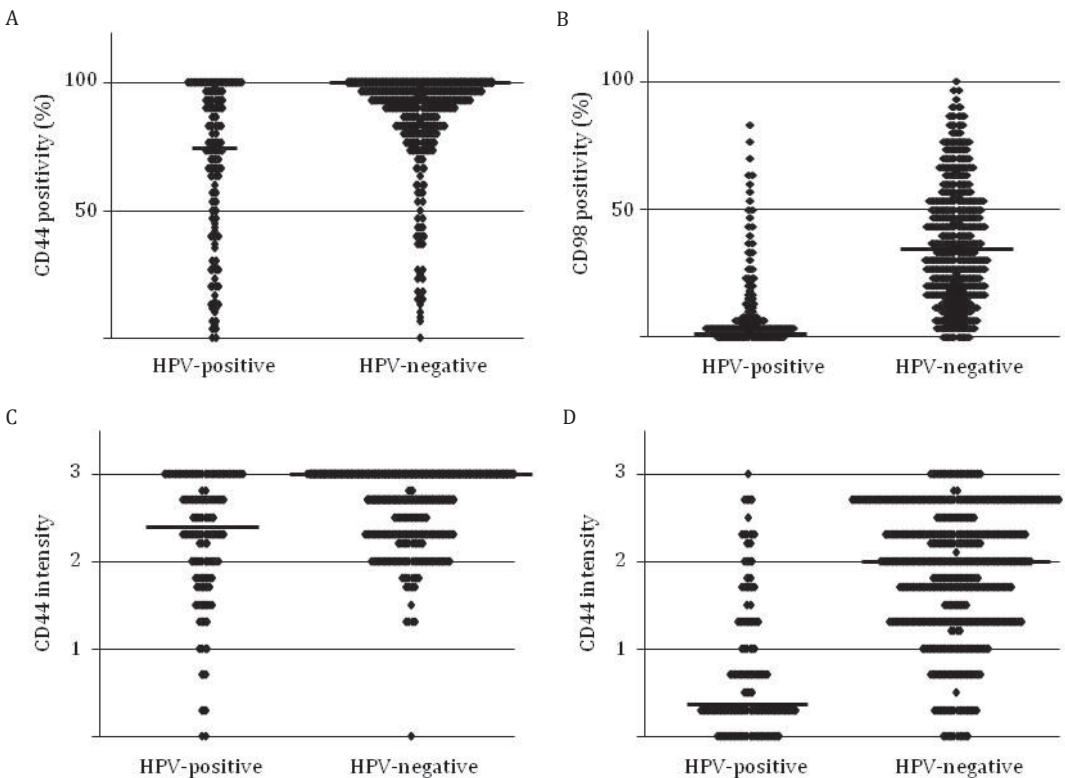 A
100
50
CD44 positivity (%)
HPV-positive
HPV-negative
B
100
50
CD98 positivity (%)
HPV-positive
HPV-negative
C
3
2
1
CD44 intensity
HPV-positive
HPV-negative
D
3
2
1
CD44 intensity
HPV-positive
HPV-negative